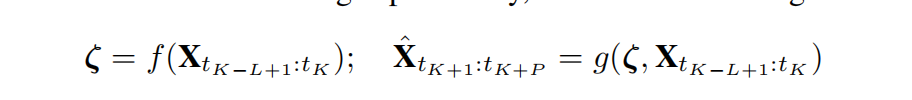 ζ = f(X_{t_{K-L+1}:t_K}); X̂_{t_{K+1}:t_{K+P}} = g(ζ, X_{t_{K-L+1}:t_K})